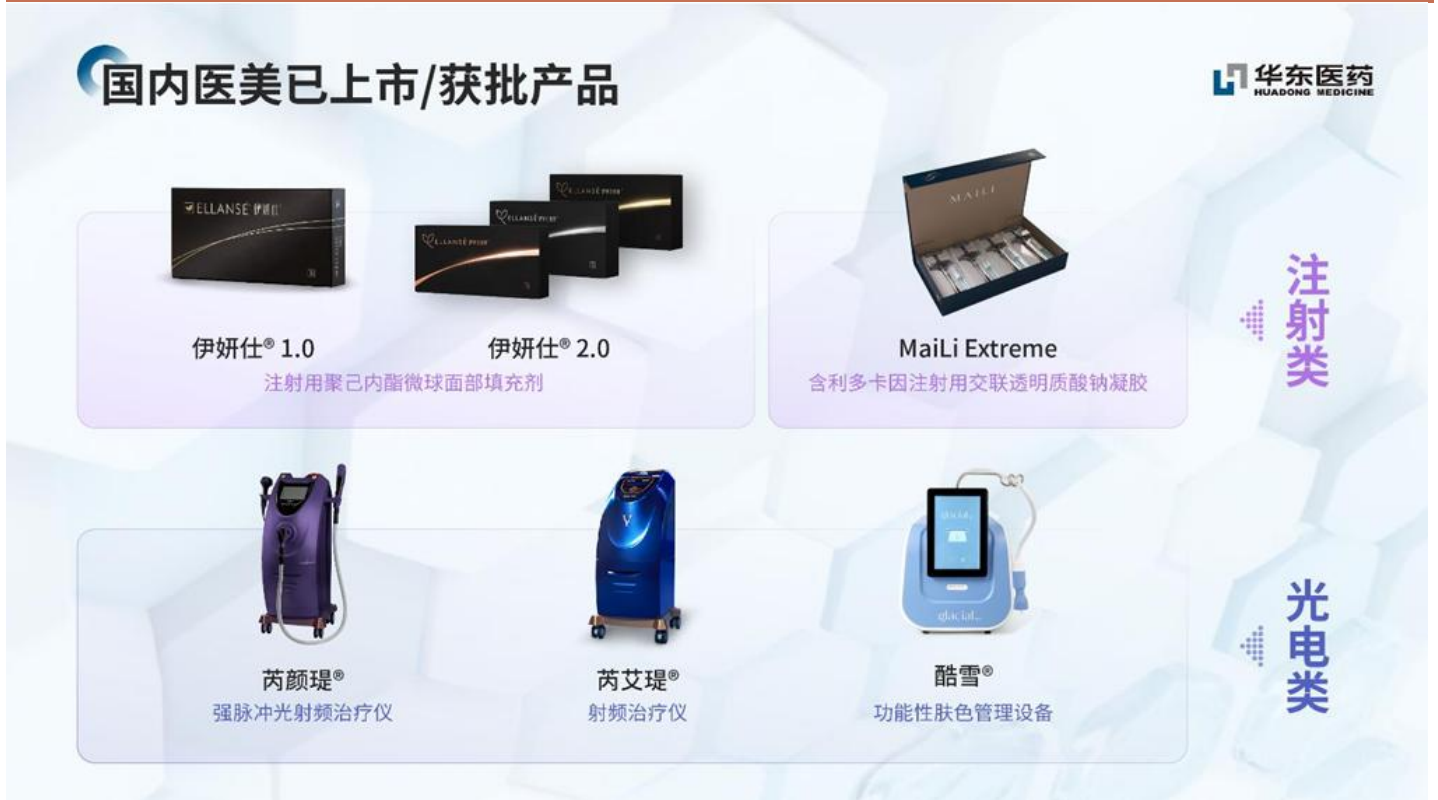 国内医美已上市/获批产品
华东医药
HUADONG MEDICINE
ELLANSÉ 伊妍仕
ELLANSÉ
ELLANSÉ
ELLANSÉ
MAILI
伊妍仕® 1.0
伊妍仕® 2.0
注射用聚己内酯微球面部填充剂
MaiLi Extreme
含利多卡因注射用交联透明质酸钠凝胶
注射类
V
glacial
glacial
芮颜瑅®
强脉冲光射频治疗仪
芮艾瑅®
射频治疗仪
酷雪®
功能性肤色管理设备
光电类